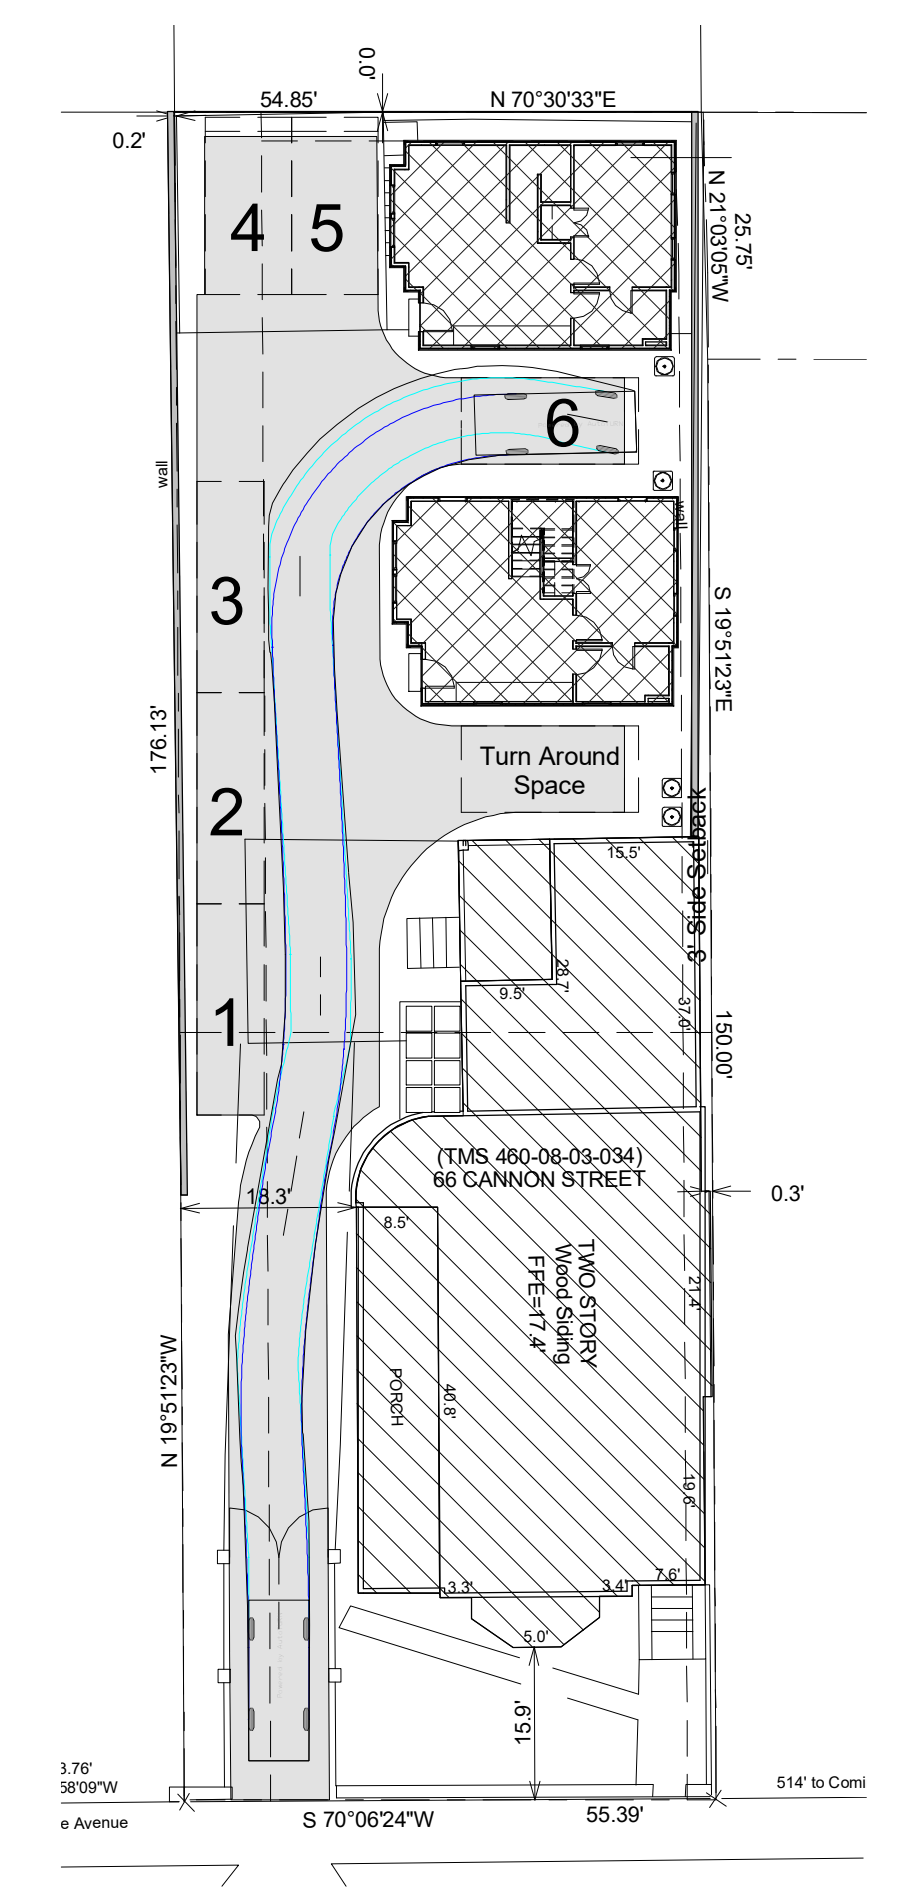 0.0'
54.85'
N 70°30'33"E
0.2'
N 21°03'05"W
25.75'
4
5
6
wall
wall
3
S 19°51'23"E
176.13'
Turn Around
Space
2
3' Side Setback
15.5'
28.7'
9.5'
37.0'
1
150.00'
(TMS 460-08-03-034)
66 CANNON STREET
18.3'
0.3'
8.5'
TWO STORY
Wood Siding
FFE=17.4'
21.4'
N 19°51'23"W
PORCH
40.8'
19.6'
3.3'
3.4'
7.6'
5.0'
15.9'
3.76'
58'09"W
514' to Comi
e Avenue
S 70°06'24"W
55.39'